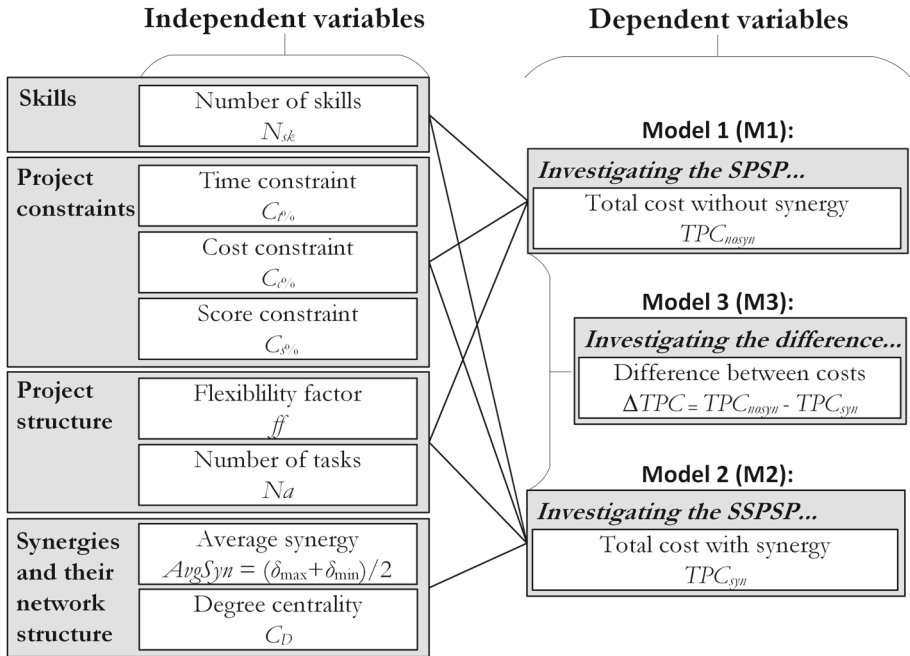 Independent variables
Dependent variables
Skills
Number of skills
N_sk
Project
constraints
Time constraint
C_t%
Cost constraint
C_c%
Score constraint
C_s%
Project
structure
Flexiblility factor
ff
Number of tasks
Na
Synergies
and their
network
structure
Average synergy
AvgSyn = (δ_max+δ_min)/2
Degree centrality
C_D
Model 1 (M1):
Investigating the SPSP...
Total cost without synergy
TPC_nosyn
Model 3 (M3):
Investigating the difference...
Difference between costs
ΔTPC = TPC_nosyn - TPC_syn
Model 2 (M2):
Investigating the SSPSP...
Total cost with synergy
TPC_syn